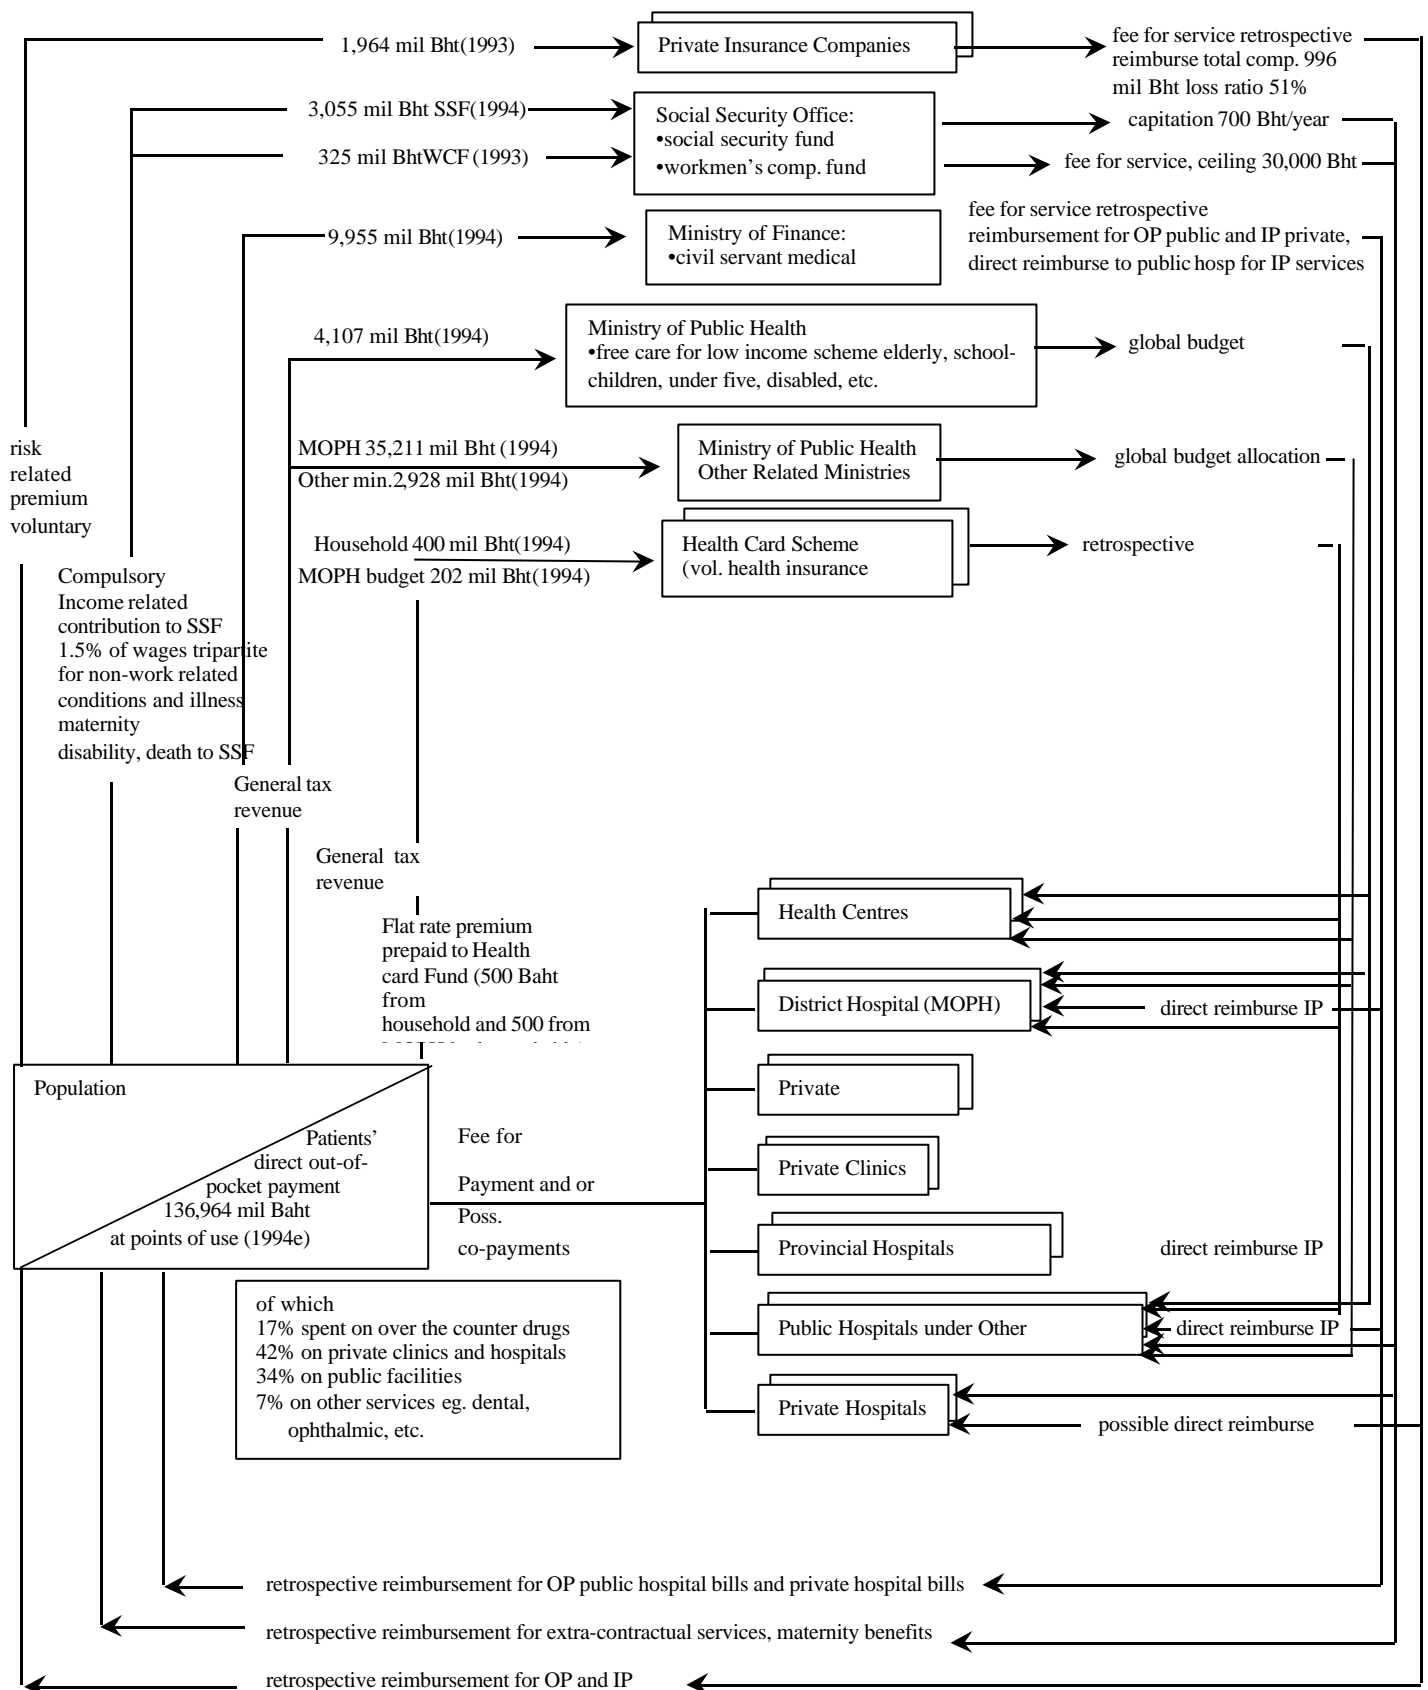 1,964 mil Bht(1993)
Private Insurance Companies
fee for service retrospective
reimburse total comp. 996
mil Bht loss ratio 51%
3,055 mil Bht SSF(1994)
325 mil BhtWCF (1993)
Social Security Office:
•social security fund
•workmen's comp. fund
capitation 700 Bht/year
fee for service, ceiling 30,000 Bht
9,955 mil Bht(1994)
Ministry of Finance:
•civil servant medical
fee for service retrospective
reimbursement for OP public and IP private,
direct reimburse to public hosp for IP services
4,107 mil Bht(1994)
Ministry of Public Health
•free care for low income scheme elderly, school-
children, under five, disabled, etc.
global budget
MOPH 35,211 mil Bht (1994)
Other min.2,928 mil Bht(1994)
Ministry of Public Health
Other Related Ministries
global budget allocation
Household 400 mil Bht(1994)
MOPH budget 202 mil Bht(1994)
Health Card Scheme
(vol. health insurance
retrospective
risk
related
premium
voluntary
Compulsory
Income related
contribution to SSF
1.5% of wages tripartite
for non-work related
conditions and illness
maternity
disability, death to SSF
General tax
revenue
General tax
revenue
Flat rate premium
prepaid to Health
card Fund (500 Baht
from
household and 500 from
Population
Patients'
direct out-of-
pocket payment
136,964 mil Baht
at points of use (1994e)
Fee for
Payment and or
Poss.
co-payments
of which
17% spent on over the counter drugs
42% on private clinics and hospitals
34% on public facilities
7% on other services eg. dental,
ophthalmic, etc.
Health Centres
District Hospital (MOPH)
direct reimburse IP
Private
Private Clinics
Provincial Hospitals
direct reimburse IP
Public Hospitals under Other
direct reimburse IP
Private Hospitals
possible direct reimburse
retrospective reimbursement for OP public hospital bills and private hospital bills
retrospective reimbursement for extra-contractual services, maternity benefits
retrospective reimbursement for OP and IP